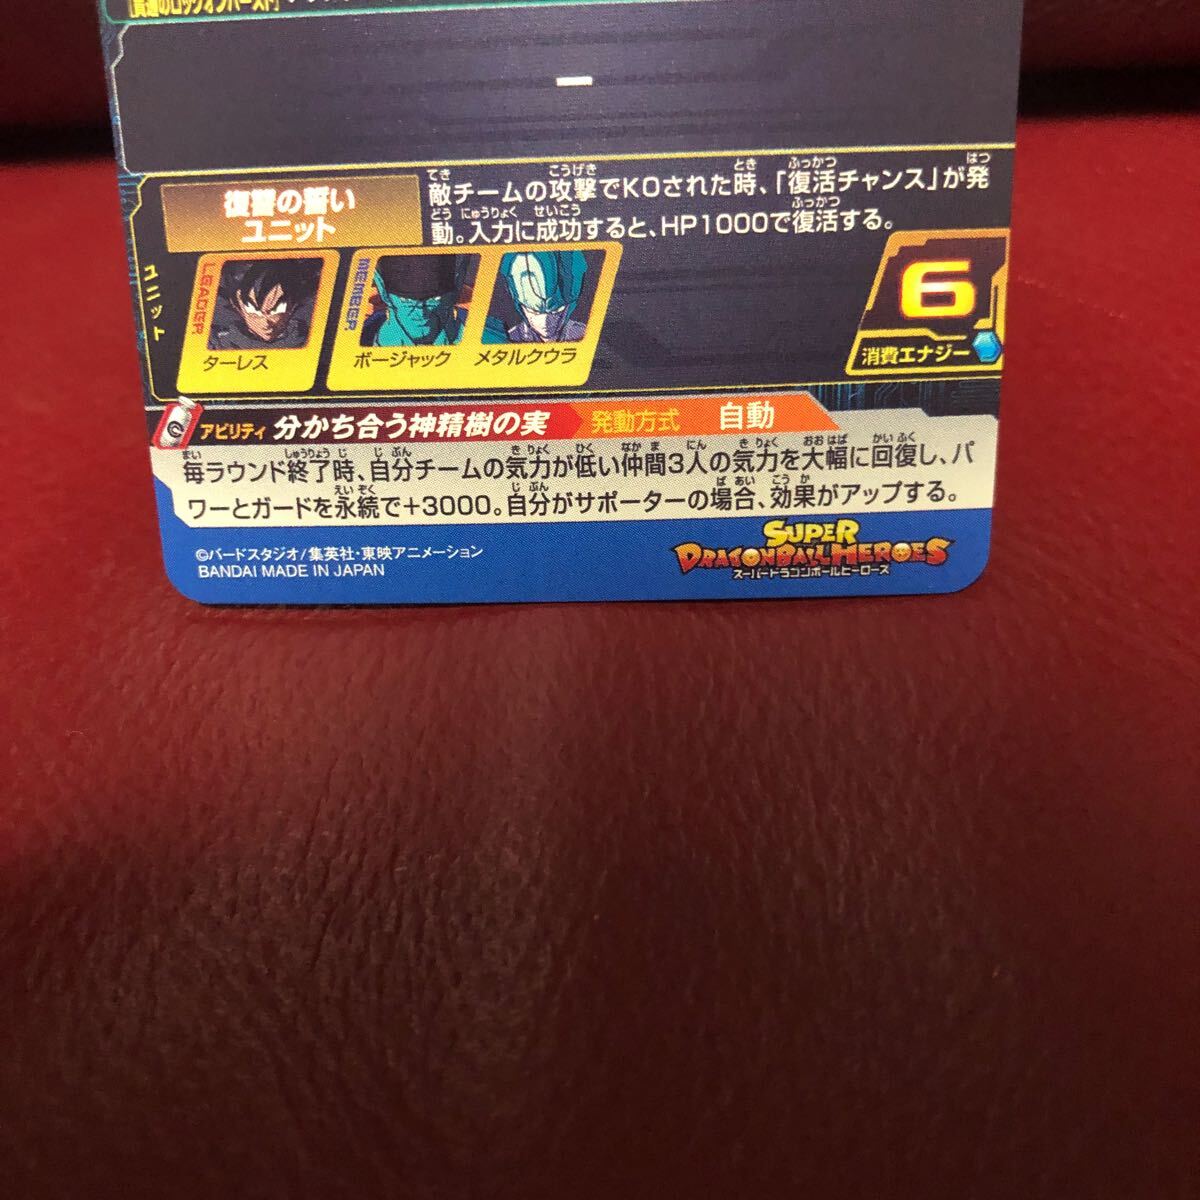 ー
復讐の誓い
ユニット
敵チームの攻撃でKOされた時、「復活チャンス」が発
動。入力に成功すると、HP1000で復活する。
ユニット
LEADER
ターレス
MEMBER
ボージャック
メタルクウラ
6
消費エナジー
アビリティ 分かち合う神精樹の実 発動方式 自動
毎ラウンド終了時、自分チームの気力が低い仲間3人の気力を大幅に回復し、パ
ワーとガードを永続で+3000。自分がサポーターの場合、効果がアップする。
©バードスタジオ/集英社・東映アニメーション
BANDAI MADE IN JAPAN
SUPER
DRAGONBALL HEROES
スーパードラゴンボールヒーローズ